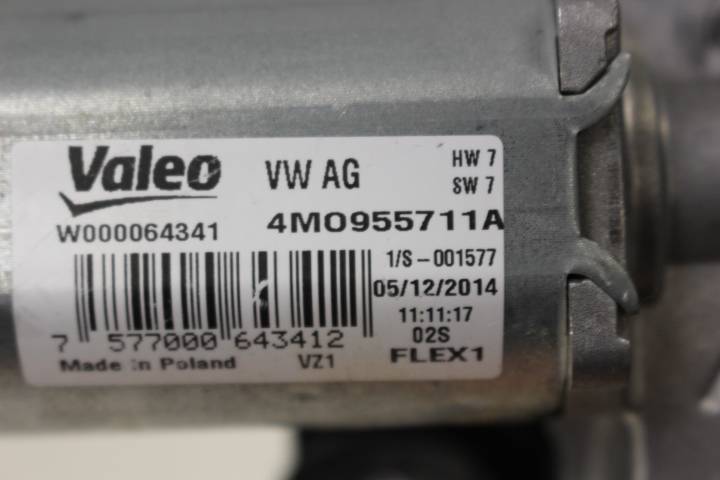 Valeo VW AG HW 7
SW 7
W000064341 4M0955711A
1/S-001577
05/12/2014
11:11:17
7 577000 643412 02S
Made in Poland VZ1 FLEX1